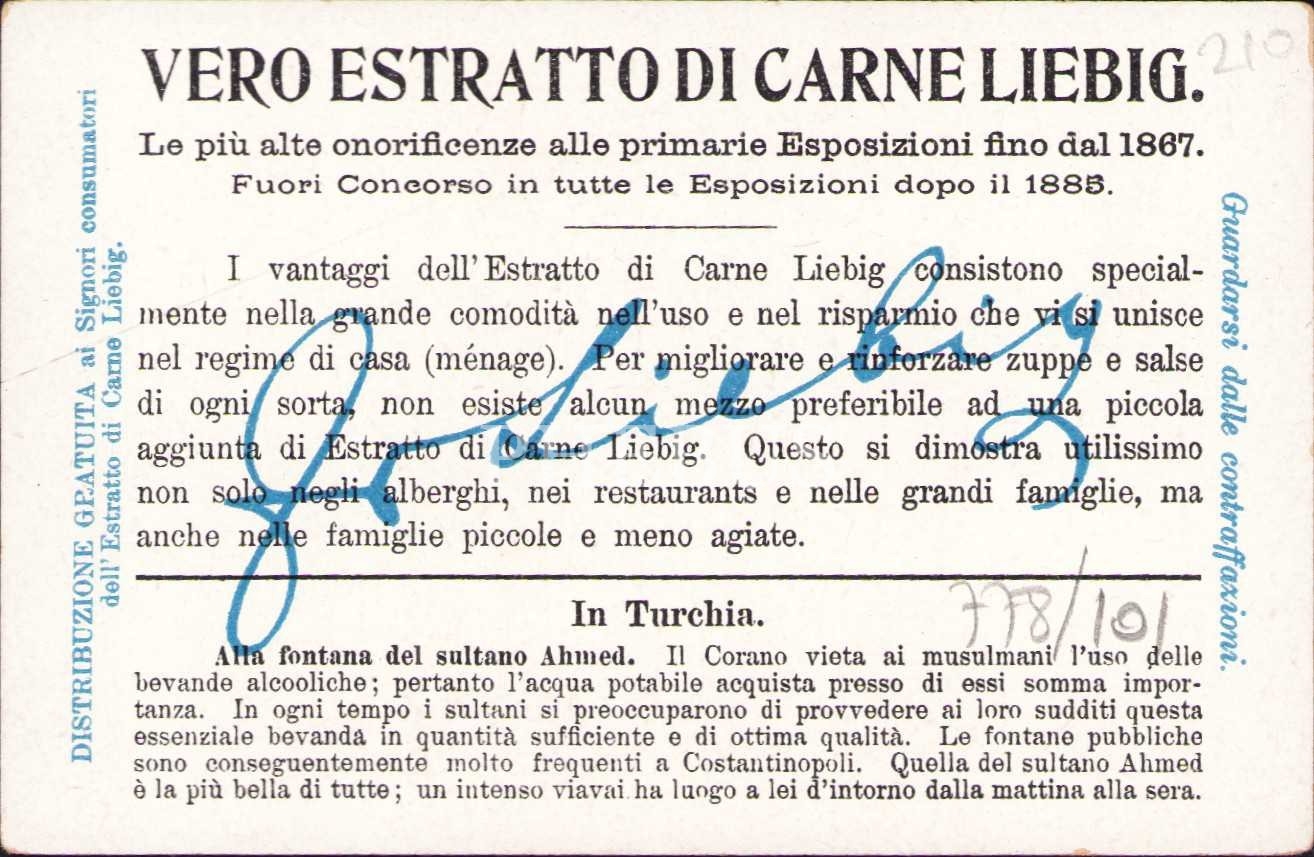 VERO ESTRATTO DI CARNE LIEBIG.
210
Le più alte onorificenze alle primarie Esposizioni fino dal 1867.
Fuori Concorso in tutte le Esposizioni dopo il 1885.
I vantaggi dell'Estratto di Carne Liebig consistono special-
mente nella grande comodità nell'uso e nel risparmio che vi si unisce
nel regime di casa (ménage). Per migliorare e rinforzare zuppe e salse
di ogni sorta, non esiste alcun mezzo preferibile ad una piccola
aggiunta di Estratto di Carne Liebig. Questo si dimostra utilissimo
non solo negli alberghi, nei restaurants e nelle grandi famiglie, ma
anche nelle famiglie piccole e meno agiate.
In Turchia.
778/101
Alla fontana del sultano Ahmed. Il Corano vieta ai musulmani l'uso delle
bevande alcooliche; pertanto l'acqua potabile acquista presso di essi somma impor-
tanza. In ogni tempo i sultani si preoccuparono di provvedere ai loro sudditi questa
essenziale bevanda in quantità sufficiente e di ottima qualità. Le fontane pubbliche
sono conseguentemente molto frequenti a Costantinopoli. Quella del sultano Ahmed
è la più bella di tutte; un intenso viavai ha luogo a lei d'intorno dalla mattina alla sera.
DISTRIBUZIONE GRATUITA ai Signori consumatori
dell'Estratto di Carne Liebig.
Guardarsi dalle contraffazioni.
Liebig